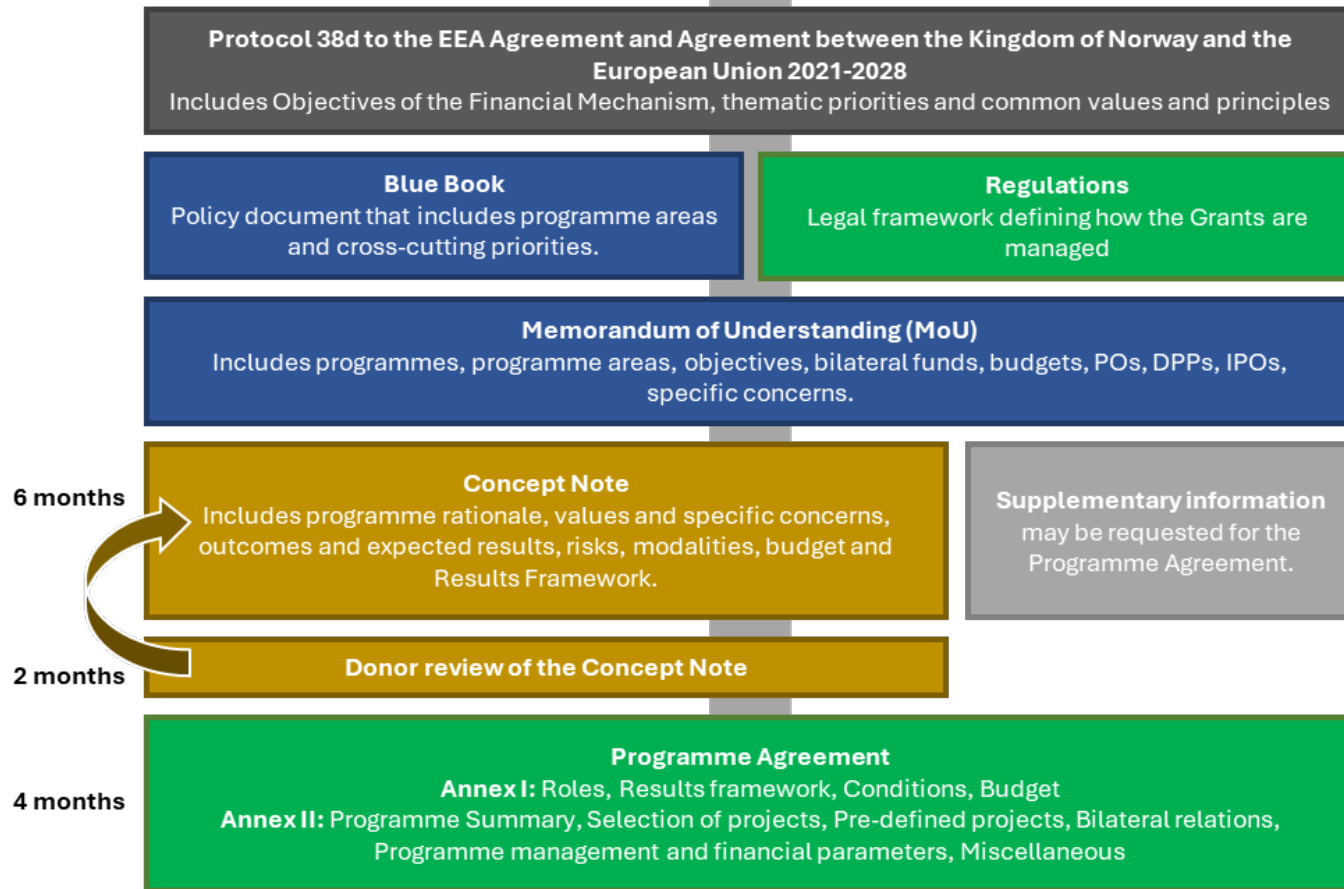 Protocol 38d to the EEA Agreement and Agreement between the Kingdom of Norway and the
European Union 2021-2028
Includes Objectives of the Financial Mechanism, thematic priorities and common values and principles
Blue Book
Policy document that includes programme areas
and cross-cutting priorities.
Regulations
Legal framework defining how the Grants are
managed
Memorandum of Understanding (MoU)
Includes programmes, programme areas, objectives, bilateral funds, budgets, POs, DPPs, IPOs,
specific concerns.
6 months
Concept Note
Includes programme rationale, values and specific concerns,
outcomes and expected results, risks, modalities, budget and
Results Framework.
Supplementary information
may be requested for the
Programme Agreement.
2 months
Donor review of the Concept Note
4 months
Programme Agreement
Annex I: Roles, Results framework, Conditions, Budget
Annex II: Programme Summary, Selection of projects, Pre-defined projects, Bilateral relations,
Programme management and financial parameters, Miscellaneous